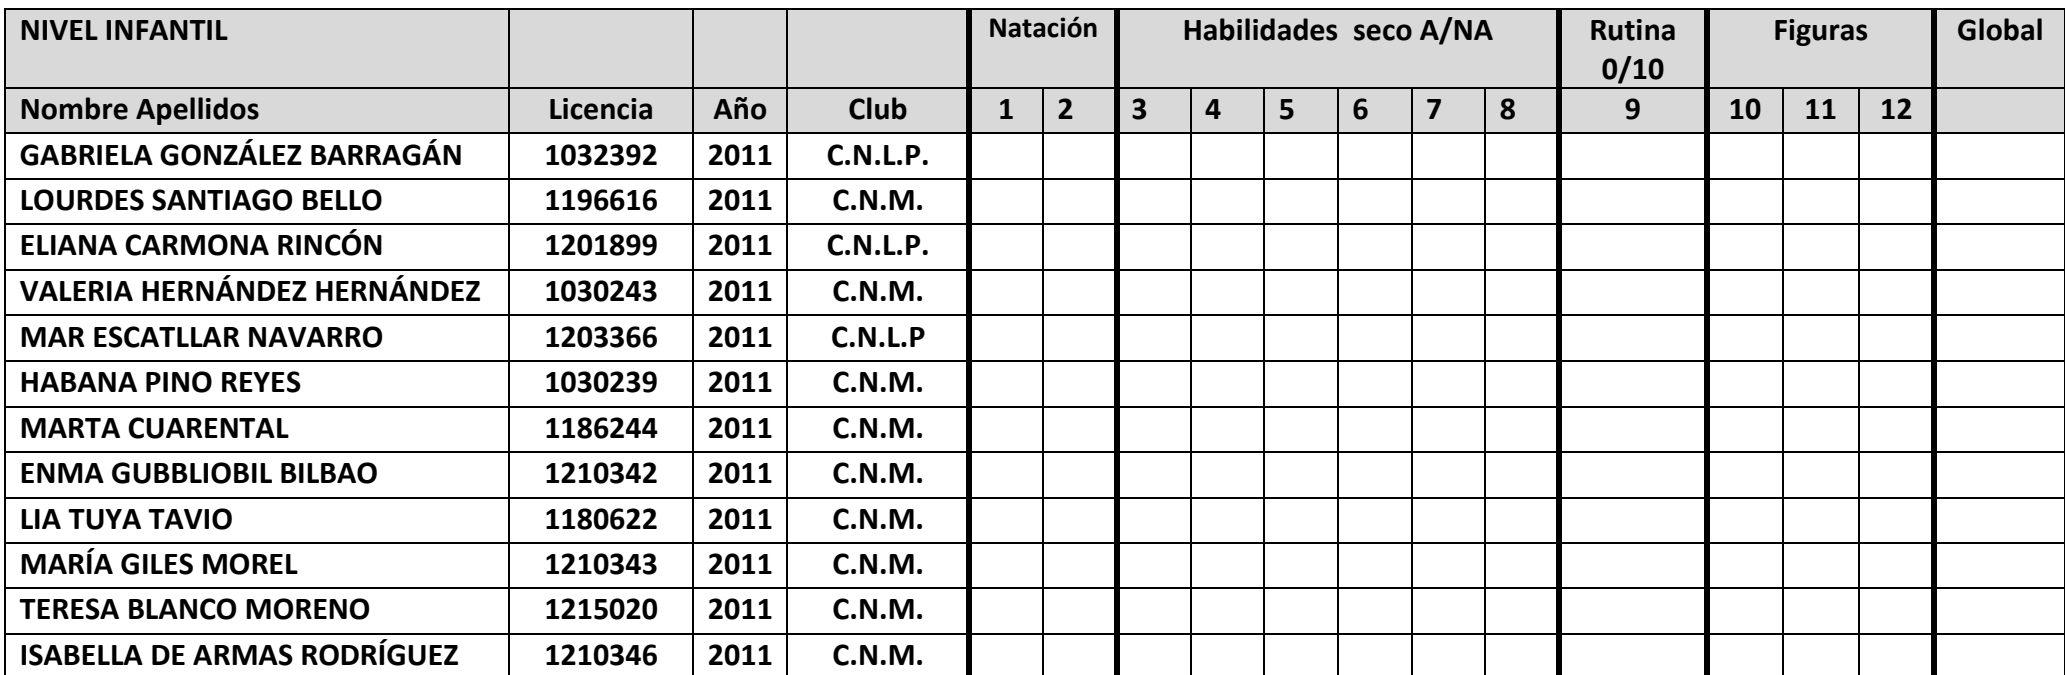 NIVEL INFANTIL Natación Habilidades seco A/NA Rutina 0/10 Figuras Global
Nombre Apellidos Licencia Año Club 1 2 3 4 5 6 7 8 9 10 11 12
GABRIELA GONZÁLEZ BARRAGÁN 1032392 2011 C.N.L.P.
LOURDES SANTIAGO BELLO 1196616 2011 C.N.M.
ELIANA CARMONA RINCÓN 1201899 2011 C.N.L.P.
VALERIA HERNÁNDEZ HERNÁNDEZ 1030243 2011 C.N.M.
MAR ESCATLLAR NAVARRO 1203366 2011 C.N.L.P
HABANA PINO REYES 1030239 2011 C.N.M.
MARTA CUARENTAL 1186244 2011 C.N.M.
ENMA GUBBLIOBIL BILBAO 1210342 2011 C.N.M.
LIA TUYA TAVIO 1180622 2011 C.N.M.
MARÍA GILES MOREL 1210343 2011 C.N.M.
TERESA BLANCO MORENO 1215020 2011 C.N.M.
ISABELLA DE ARMAS RODRÍGUEZ 1210346 2011 C.N.M.